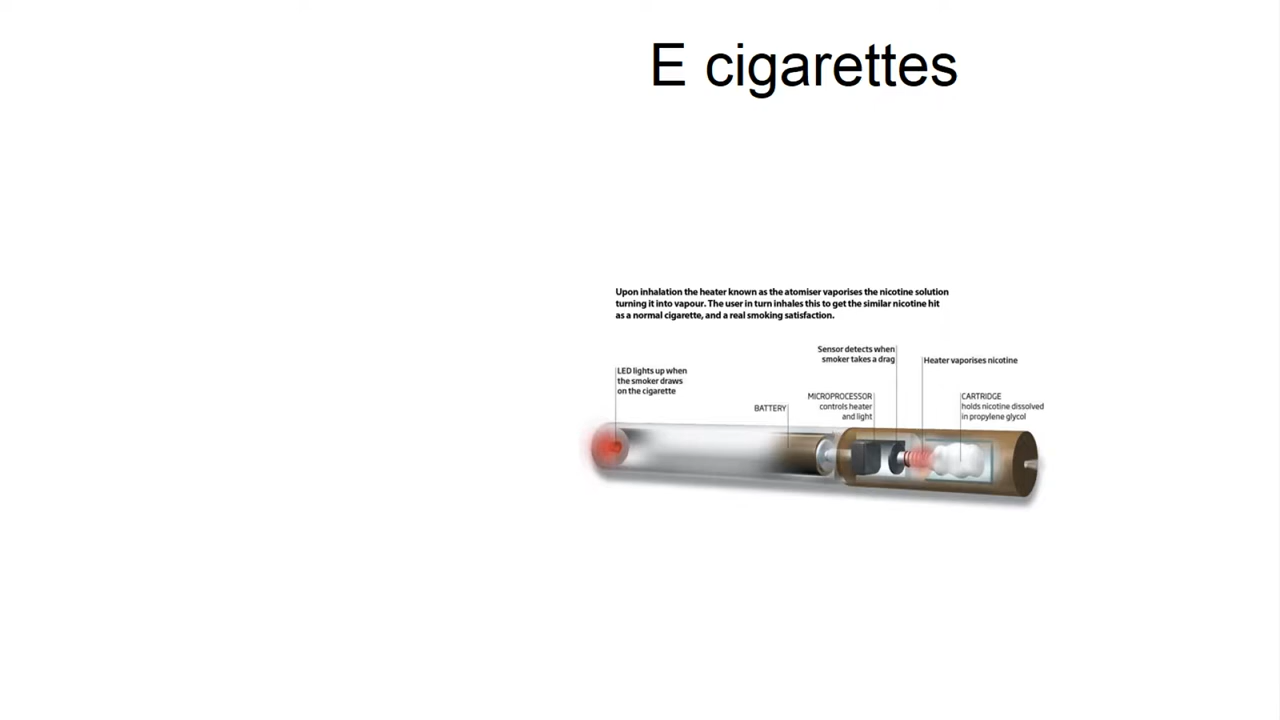 E cigarettes
Upon inhalation the heater known as the atomiser vaporises the nicotine solution
turning it into vapour. The user in turn inhales this to get the similar nicotine hit
as a normal cigarette, and a real smoking satisfaction.
Sensor detects when
smoker takes a drag
Heater vaporises nicotine
LED lights up when
the smoker draws
on the cigarette
BATTERY
MICROPROCESSOR
controls heater
and light
CARTRIDGE
holds nicotine dissolved
in propylene glycol